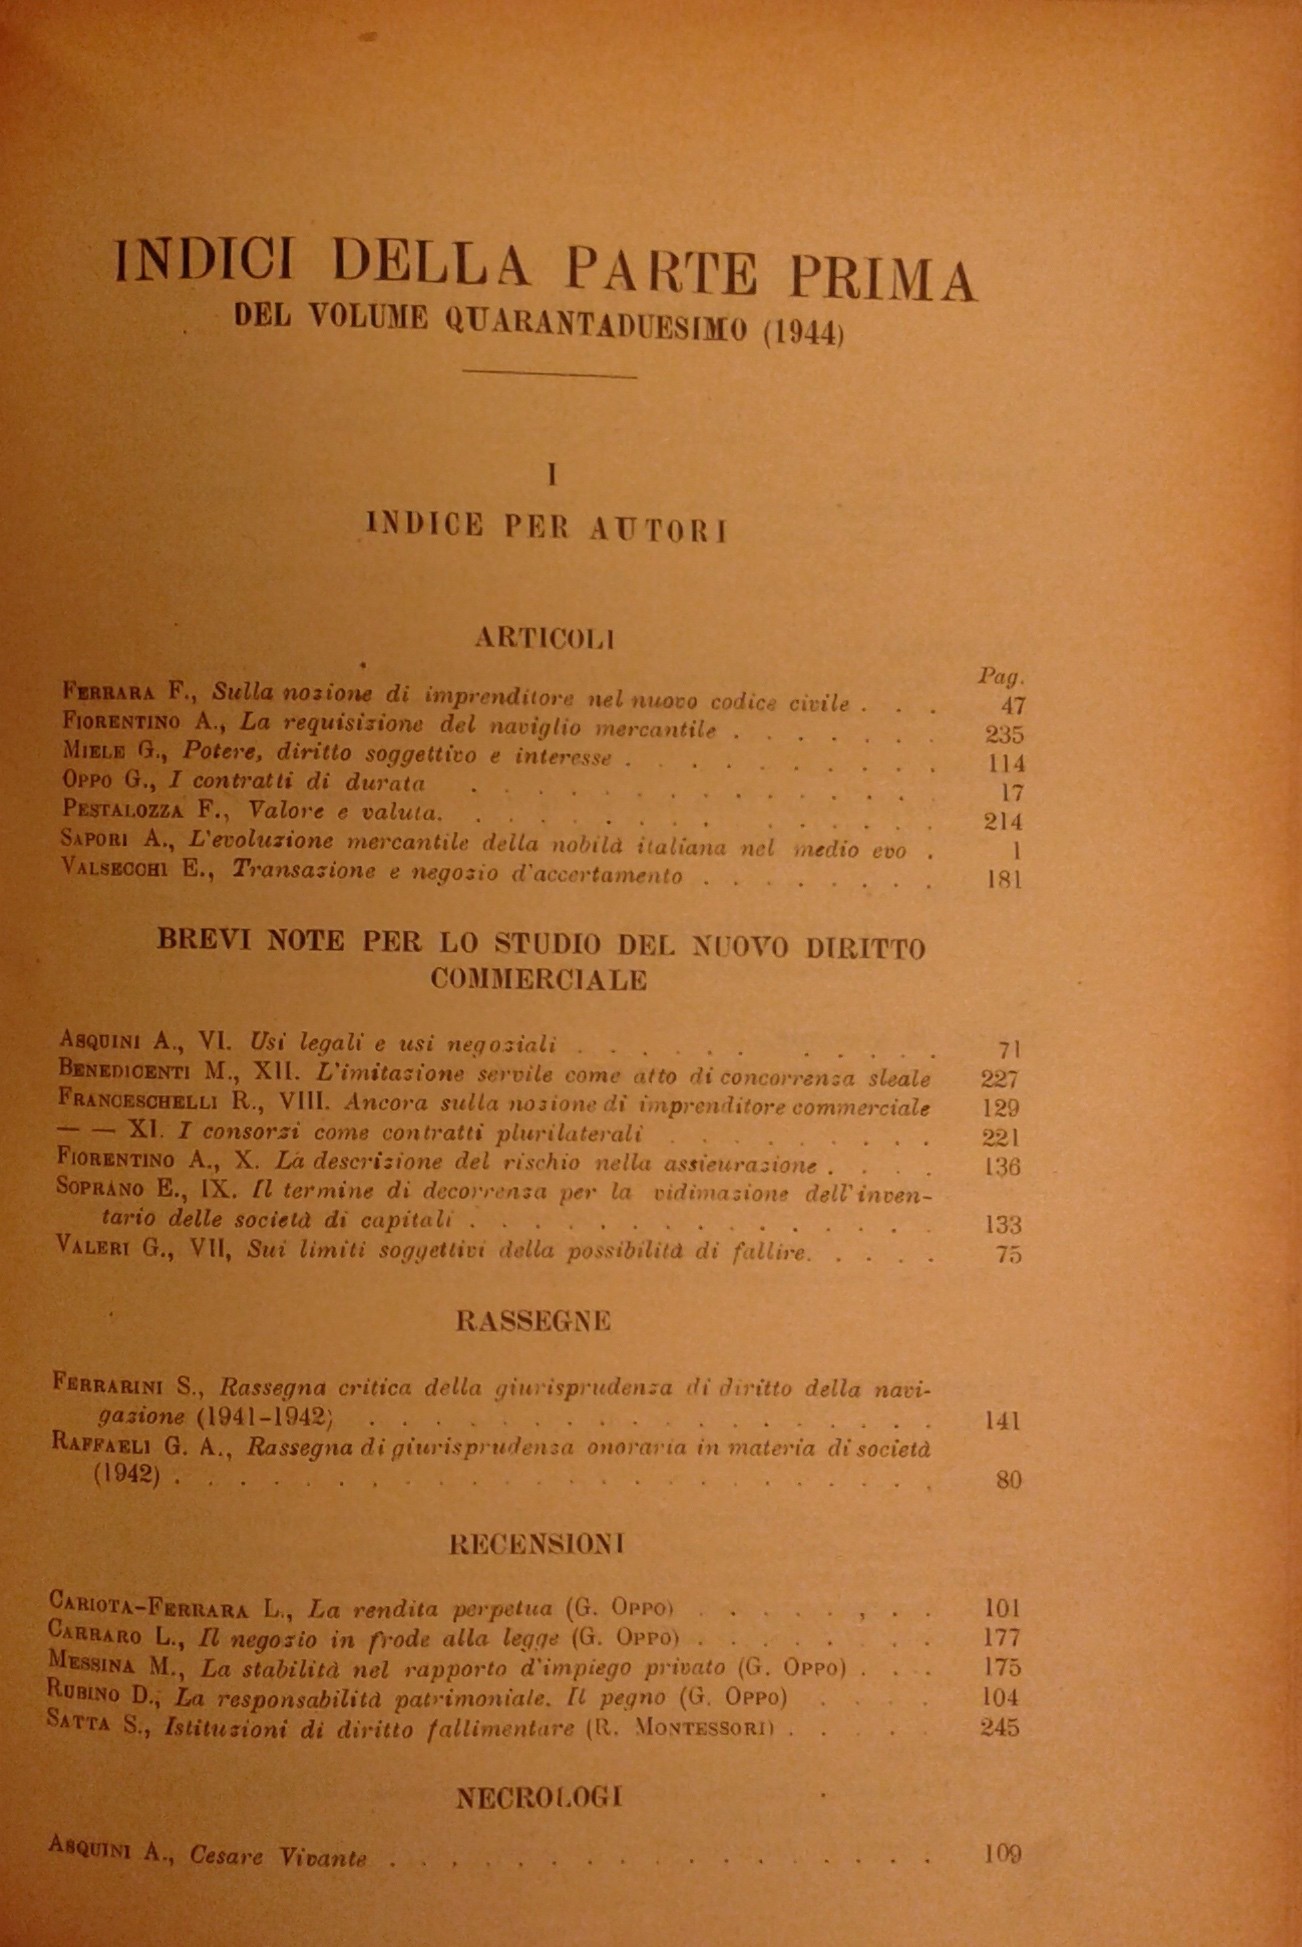 INDICI DELLA PARTE PRIMA
DEL VOLUME QUARANTADUESIMO (1944)
I
INDICE PER AUTORI
ARTICOLI
Pag.
FERRARA F., Sulla nozione di imprenditore nel nuovo codice civile . . . 47
FIORENTINO A., La requisizione del naviglio mercantile . . . . . . . 235
MIELE G., Potere, diritto soggettivo e interesse . . . . . . . . . . 114
OPPO G., I contratti di durata . . . . . . . . . . . . . . 17
PESTALOZZA F., Valore e valuta. . . . . . . . . . . . . . 214
SAPORI A., L'evoluzione mercantile della nobiltà italiana nel medio evo . 1
VALSECCHI E., Transazione e negozio d'accertamento . . . . . . . . 181
BREVI NOTE PER LO STUDIO DEL NUOVO DIRITTO
COMMERCIALE
ASQUINI A., VI. Usi legali e usi negoziali . . . . . . . . . . 71
BENEDICENTI M., XII. L'imitazione servile come atto di concorrenza sleale 227
FRANCESCHELLI R., VIII. Ancora sulla nozione di imprenditore commerciale 129
— — XI. I consorzi come contratti plurilaterali . . . . . . . . . 221
FIORENTINO A., X. La descrizione del rischio nella assicurazione . . . . 136
SOPRANO E., IX. Il termine di decorrenza per la vidimazione dell'inven-
tario delle società di capitali . . . . . . . . . . . . . . . 133
VALERI G., VII, Sui limiti soggettivi della possibilità di fallire. . . . . 75
RASSEGNE
FERRARINI S., Rassegna critica della giurisprudenza di diritto della navi-
gazione (1941-1942) . . . . . . . . . . . . . . . . . . 141
RAFFAELI G. A., Rassegna di giurisprudenza onoraria in materia di società
(1942) . . . . . . . . . . . . . . . . . . . . . . . 80
RECENSIONI
CARIOTA-FERRARA L., La rendita perpetua (G. OPPO) . . . . . , . . 101
CARRARO L., Il negozio in frode alla legge (G. OPPO) . . . . . . . . 177
MESSINA M., La stabilità nel rapporto d'impiego privato (G. OPPO) . . . 175
RUBINO D., La responsabilità patrimoniale. Il pegno (G. OPPO) . . . . 104
SATTA S., Istituzioni di diritto fallimentare (R. MONTESSORI) . . . . 245
NECROLOGI
ASQUINI A., Cesare Vivante . . . . . . . . . . . . . . . . . 109